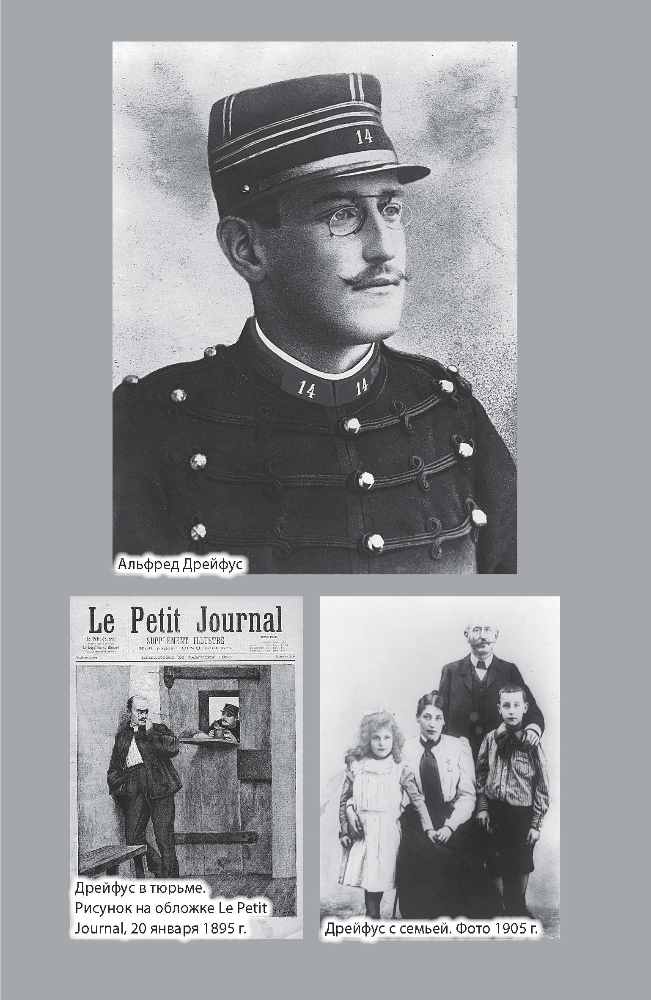 14
14 14
Альфред Дрейфус
Le Petit Journal
Le Petit Journal
CHAQUE JOUR 5 CENTIMES
Le Supplément illustré
CHAQUE SEMAINE 5 CENTIMES
SUPPLÉMENT ILLUSTRÉ
Huit pages : CINQ centimes
ABONNEMENTS
Sixième année
DIMANCHE 20 JANVIER 1895
Numéro 218
Дрейфус в тюрьме.
Рисунок на обложке Le Petit
Journal, 20 января 1895 г.
Дрейфус с семьей. Фото 1905 г.